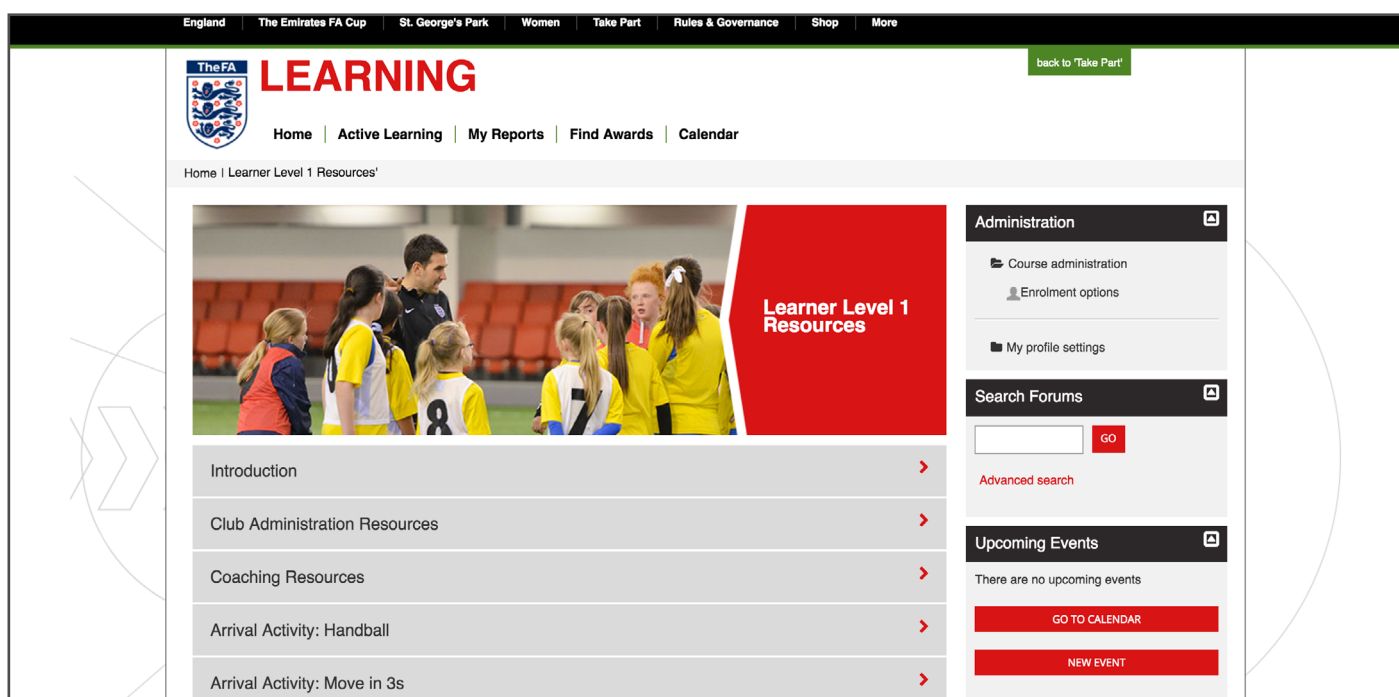 England The Emirates FA Cup St. George's Park Women Take Part Rules & Governance Shop More
back to 'Take Part'
TheFA
LEARNING
Home Active Learning My Reports Find Awards Calendar
Home | Learner Level 1 Resources'
Learner Level 1
Resources
8
7
Introduction
Club Administration Resources
Coaching Resources
Arrival Activity: Handball
Arrival Activity: Move in 3s
Administration
Course administration
Enrolment options
My profile settings
Search Forums
GO
Advanced search
Upcoming Events
There are no upcoming events
GO TO CALENDAR
NEW EVENT